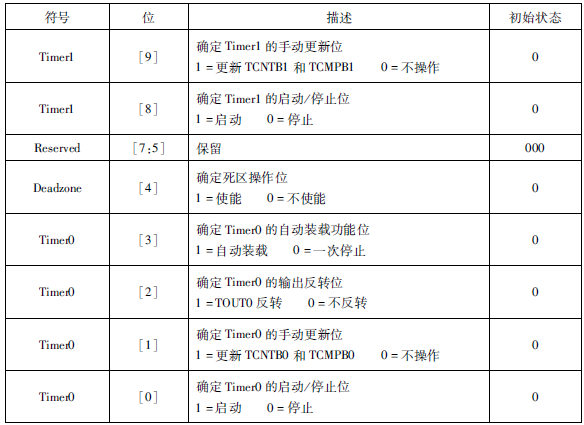 符号 位 描述 初始状态
Timer1 [9] 确定 Timer1 的手动更新位 0
1 =更新 TCNTB1 和 TCMPB1 0 =不操作
Timer1 [8] 确定 Timer1 的启动/停止位 0
1 =启动 0 =停止
Reserved [7:5] 保留 000
Deadzone [4] 确定死区操作位 0
1 =使能 0 =不使能
Timer0 [3] 确定 Timer0 的自动装载功能位 0
1 =自动装载 0 =一次停止
Timer0 [2] 确定 Timer0 的输出反转位 0
1 =TOUT0 反转 0 =不反转
Timer0 [1] 确定 Timer0 的手动更新位 0
1 =更新 TCNTB0 和 TCMPB0 0 =不操作
Timer0 [0] 确定 Timer0 的启动/停止位 0
1 =启动 0 =停止